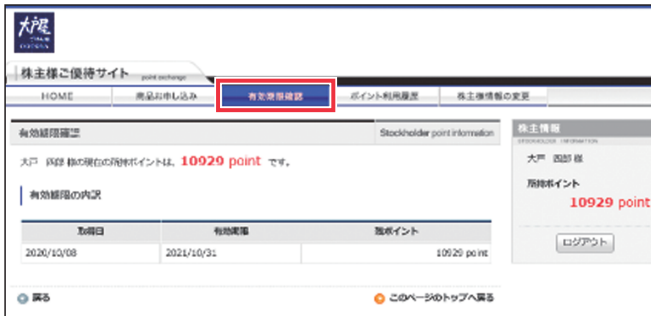 大戸屋
株主様ご優待サイト point exchange
HOME 商品お申し込み 有効期限確認 ポイント利用履歴 株主様情報の変更
有効期限確認 Stockholder point information
大戸 四郎 様の現在の所持ポイントは、10929 point です。
有効期限の内訳
取得日 有効期限 残ポイント
2020/10/08 2021/10/31 10929 point
戻る このページのトップへ戻る
株主情報
STOCKHOLDER INFORMATION
大戸 四郎 様
所持ポイント
10929 point
ログアウト